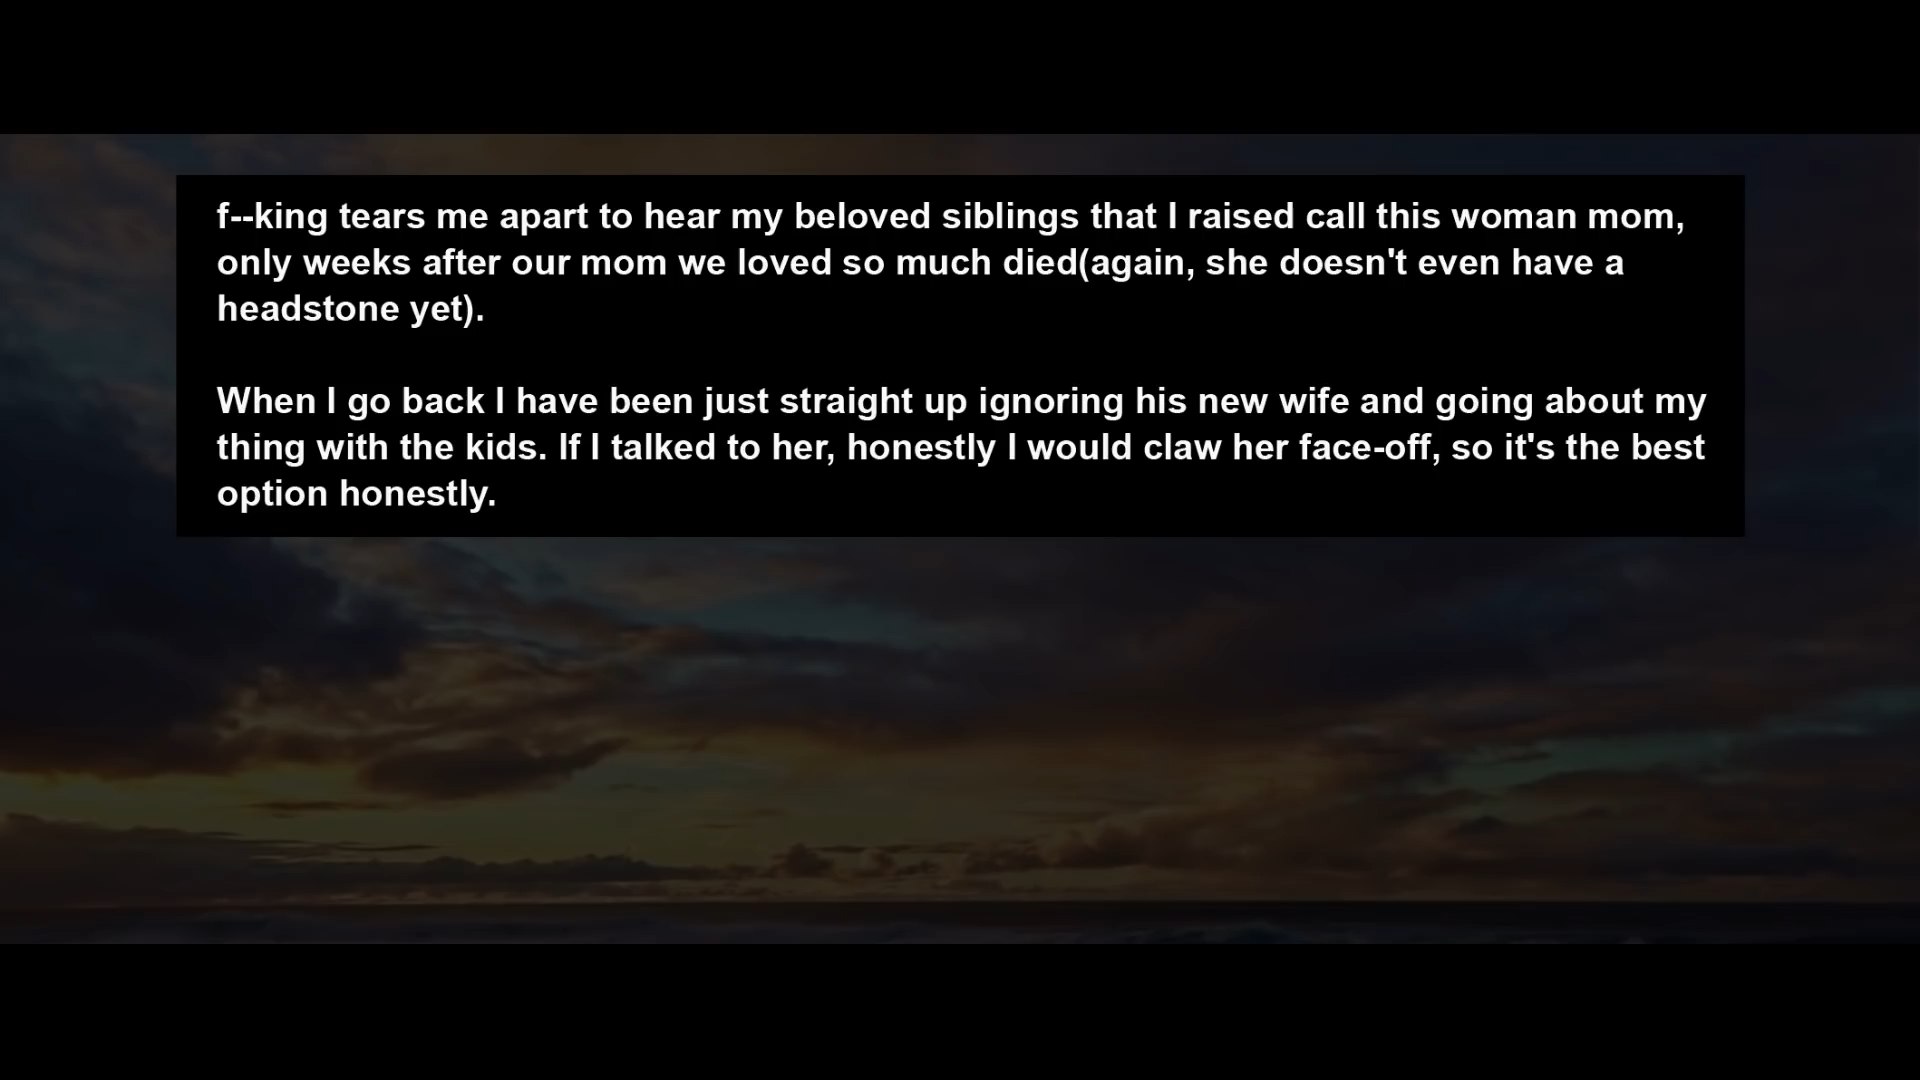 f--king tears me apart to hear my beloved siblings that I raised call this woman mom,
only weeks after our mom we loved so much died(again, she doesn't even have a
headstone yet).
When I go back I have been just straight up ignoring his new wife and going about my
thing with the kids. If I talked to her, honestly I would claw her face-off, so it's the best
option honestly.